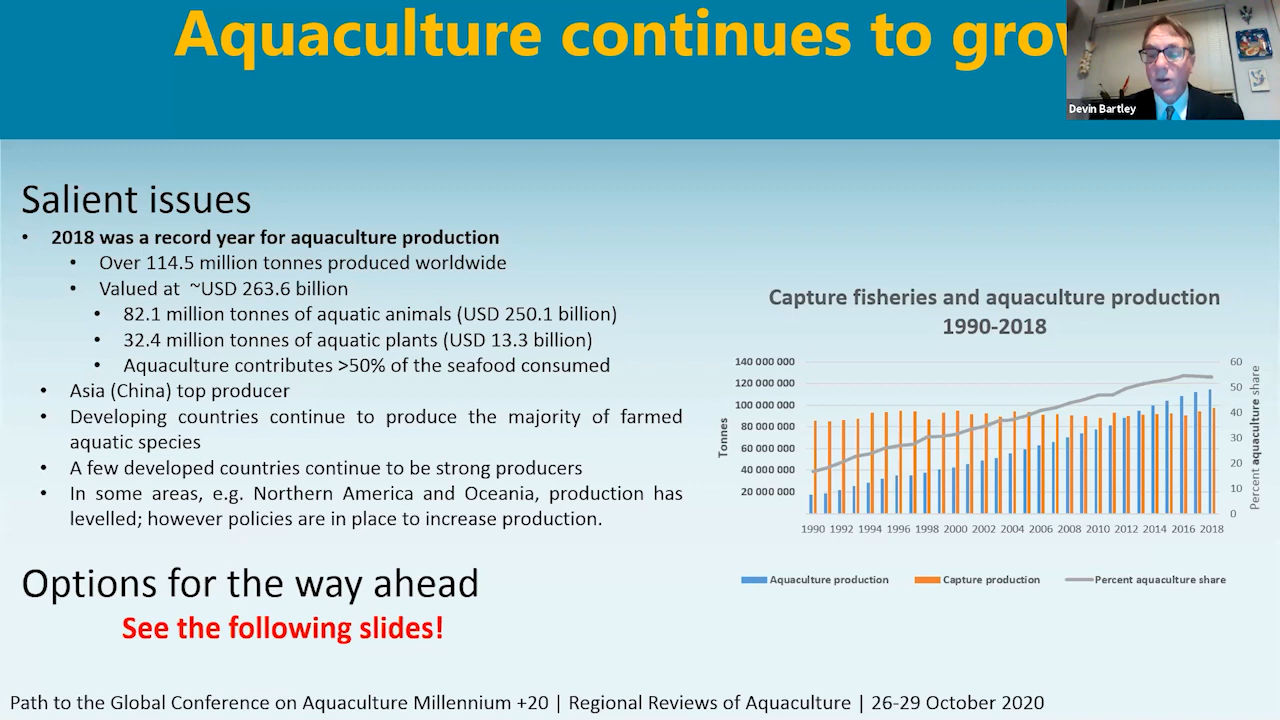 Aquaculture continues to grow
Devin Bartley
Salient issues
• 2018 was a record year for aquaculture production
• Over 114.5 million tonnes produced worldwide
• Valued at ~USD 263.6 billion
• 82.1 million tonnes of aquatic animals (USD 250.1 billion)
• 32.4 million tonnes of aquatic plants (USD 13.3 billion)
• Aquaculture contributes >50% of the seafood consumed
• Asia (China) top producer
• Developing countries continue to produce the majority of farmed
aquatic species
• A few developed countries continue to be strong producers
• In some areas, e.g. Northern America and Oceania, production has
levelled; however policies are in place to increase production.
Options for the way ahead
See the following slides!
Capture fisheries and aquaculture production
1990-2018
Tonnes
140 000 000
120 000 000
100 000 000
80 000 000
60 000 000
40 000 000
20 000 000
60
50
40
30
20
10
0
Percent aquaculture share
1990 1992 1994 1996 1998 2000 2002 2004 2006 2008 2010 2012 2014 2016 2018
Aquaculture production Capture production Percent aquaculture share
Path to the Global Conference on Aquaculture Millennium +20 | Regional Reviews of Aquaculture | 26-29 October 2020